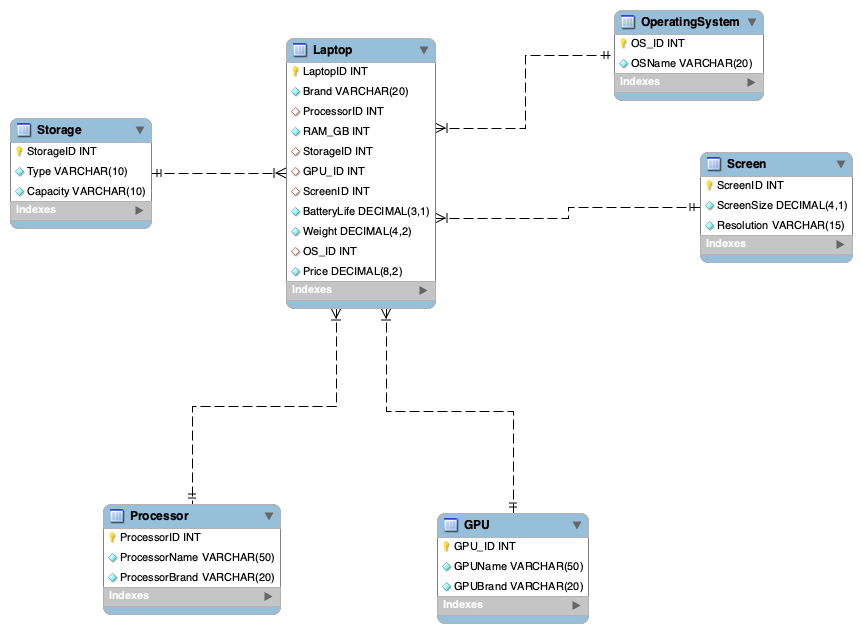 OperatingSystem
OS_ID INT
OSName VARCHAR(20)
Indexes
Laptop
LaptopID INT
Brand VARCHAR(20)
ProcessorID INT
RAM_GB INT
StorageID INT
GPU_ID INT
ScreenID INT
BatteryLife DECIMAL(3,1)
Weight DECIMAL(4,2)
OS_ID INT
Price DECIMAL(8,2)
Indexes
Storage
StorageID INT
Type VARCHAR(10)
Capacity VARCHAR(10)
Indexes
Screen
ScreenID INT
ScreenSize DECIMAL(4,1)
Resolution VARCHAR(15)
Indexes
Processor
ProcessorID INT
ProcessorName VARCHAR(50)
ProcessorBrand VARCHAR(20)
Indexes
GPU
GPU_ID INT
GPUName VARCHAR(50)
GPUBrand VARCHAR(20)
Indexes